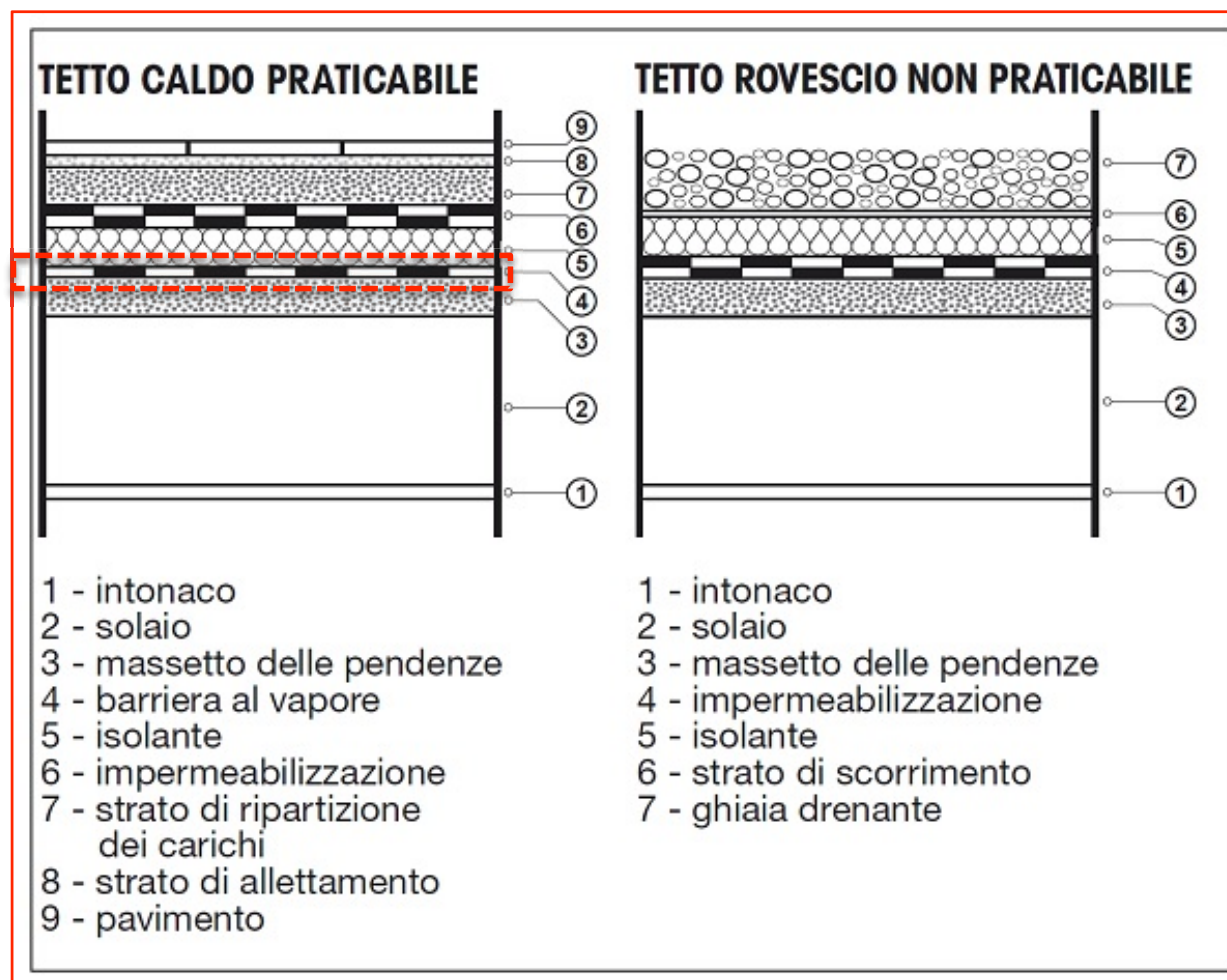 TETTO CALDO PRATICABILE
9
8
7
6
5
4
3
2
1
1 - intonaco
2 - solaio
3 - massetto delle pendenze
4 - barriera al vapore
5 - isolante
6 - impermeabilizzazione
7 - strato di ripartizione
dei carichi
8 - strato di allettamento
9 - pavimento
TETTO ROVESCIO NON PRATICABILE
7
6
5
4
3
2
1
1 - intonaco
2 - solaio
3 - massetto delle pendenze
4 - impermeabilizzazione
5 - isolante
6 - strato di scorrimento
7 - ghiaia drenante